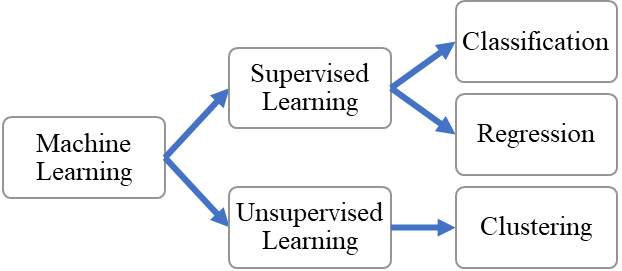 Machine
Learning
Supervised
Learning
Unsupervised
Learning
Classification
Regression
Clustering